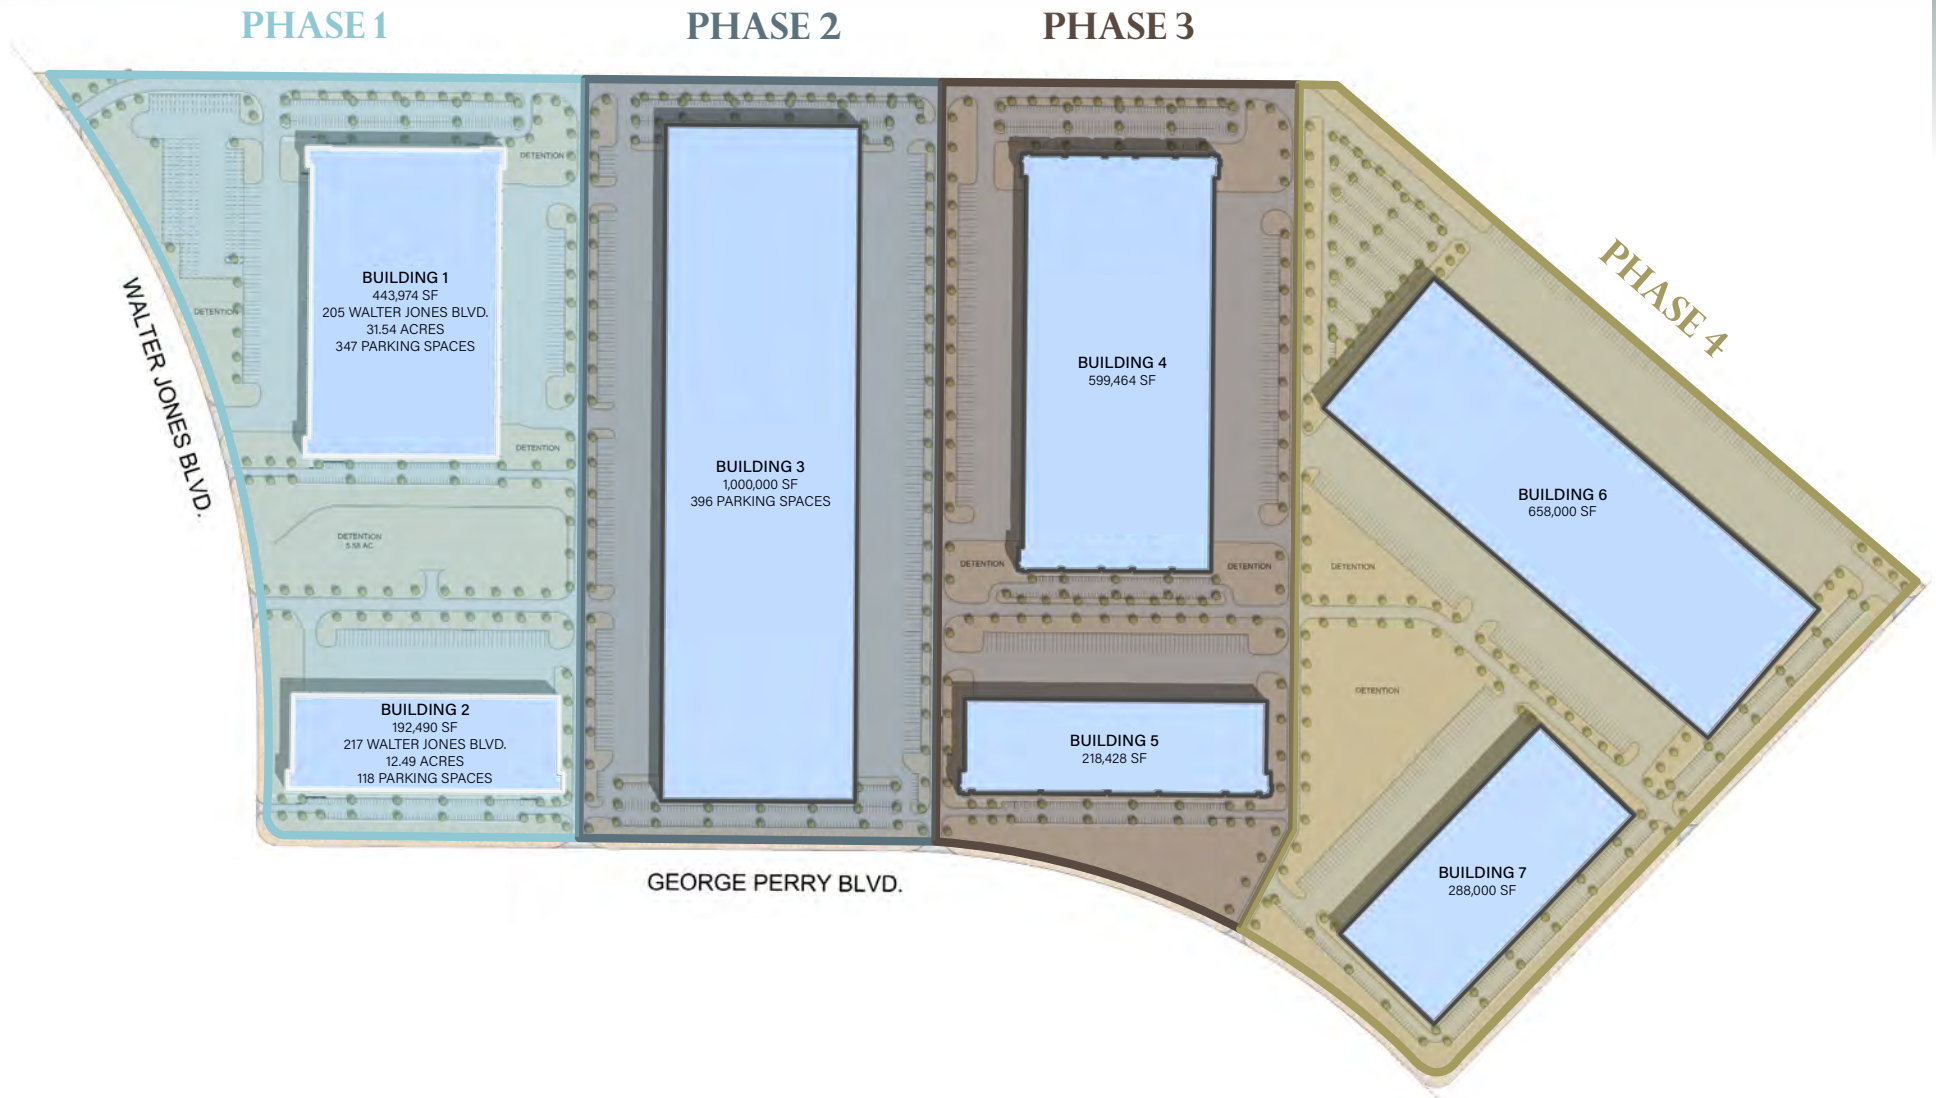 PHASE 1
PHASE 2
PHASE 3
PHASE 4
WALTER JONES BLVD.
GEORGE PERRY BLVD.
BUILDING 1
443,974 SF
205 WALTER JONES BLVD.
31.54 ACRES
347 PARKING SPACES
DETENTION
DETENTION
DETENTION
DETENTION
5.58 AC
BUILDING 2
192,490 SF
217 WALTER JONES BLVD.
12.49 ACRES
118 PARKING SPACES
BUILDING 3
1,000,000 SF
396 PARKING SPACES
BUILDING 4
599,464 SF
DETENTION
DETENTION
BUILDING 5
218,428 SF
BUILDING 6
658,000 SF
DETENTION
DETENTION
BUILDING 7
288,000 SF